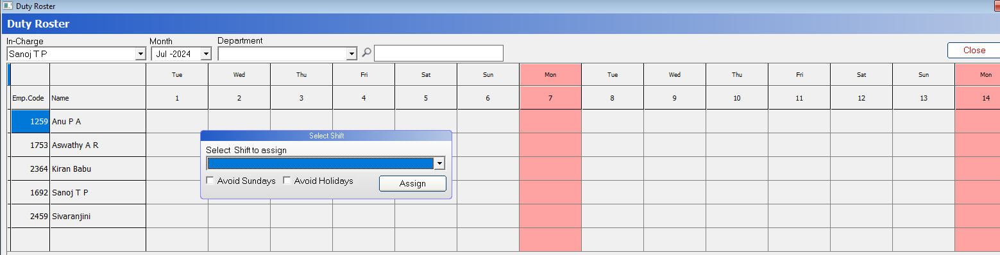 Duty Roster
Duty Roster
In-Charge Month Department
Sanoj T P Jul -2024 Close
Tue Wed Thu Fri Sat Sun Mon Tue Wed Thu Fri Sat Sun Mon
Emp.Code Name 1 2 3 4 5 6 7 8 9 10 11 12 13 14
1259 Anu P A
Select Shift
1753 Aswathy A R
Select Shift to assign
2364 Kiran Babu
Avoid Sundays Avoid Holidays Assign
1692 Sanoj T P
2459 Sivaranjini